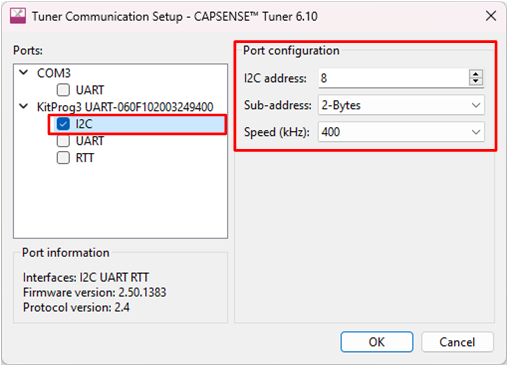 Tuner Communication Setup - CAPSENSE™ Tuner 6.10
Ports:
COM3
UART
KitProg3 UART-060F102003249400
I2C
UART
RTT
Port information
Interfaces: I2C UART RTT
Firmware version: 2.50.1383
Protocol version: 2.4
Port configuration
I2C address: 8
Sub-address: 2-Bytes
Speed (kHz): 400
OK Cancel